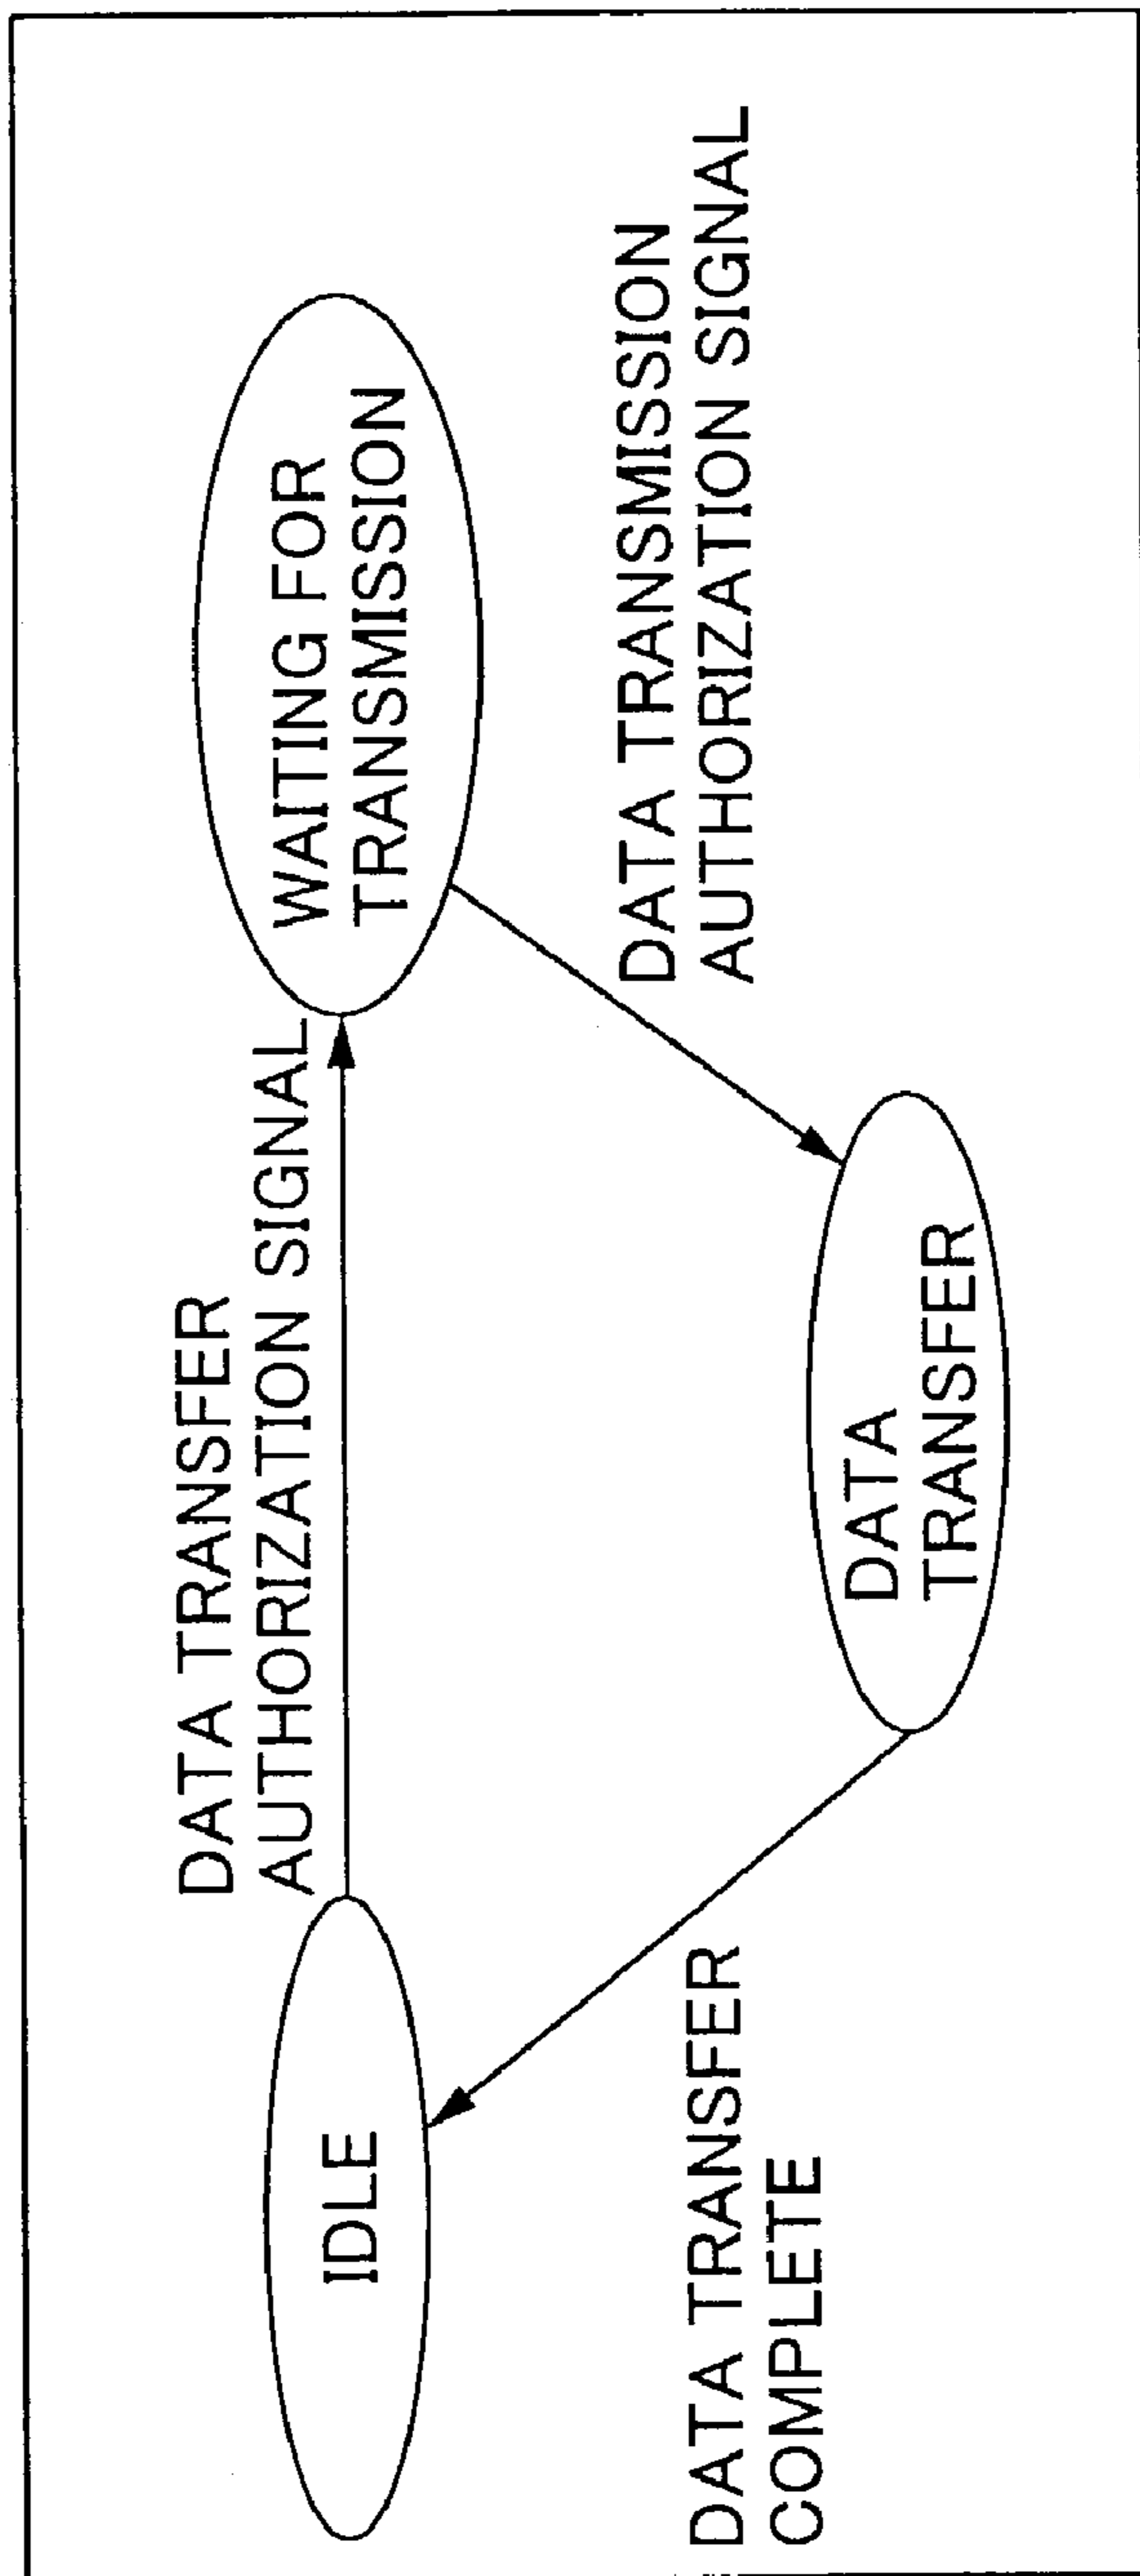 DATA TRANSFER
AUTHORIZATION SIGNAL
IDLE
WAITING FOR
TRANSMISSION
DATA TRANSFER
COMPLETE
DATA
TRANSFER
DATA TRANSMISSION
AUTHORIZATION SIGNAL